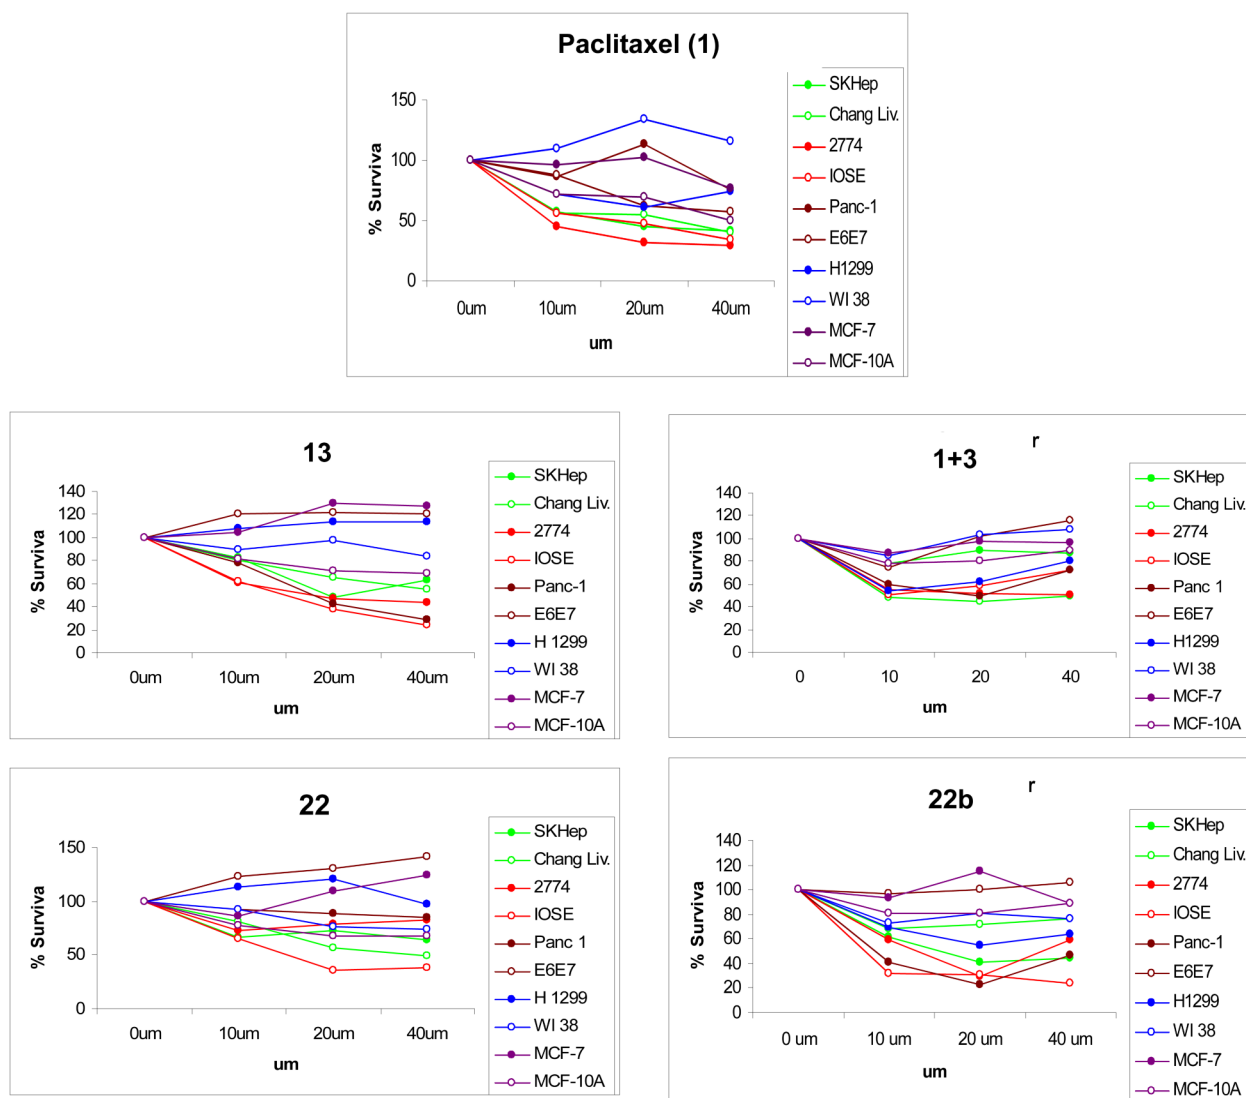 Paclitaxel (1)
150
100
50
0
% Surviva
0um 10um 20um 40um
um
SKHep
Chang Liv.
2774
IOSE
Panc-1
E6E7
H1299
WI 38
MCF-7
MCF-10A
13
140
120
100
80
60
40
20
0
% Surviva
0um 10um 20um 40um
um
SKHep
Chang Liv.
2774
IOSE
Panc-1
E6E7
H 1299
WI 38
MCF-7
MCF-10A
r
1+3
140
120
100
80
60
40
20
0
% Surviva
0 10 20 40
um
SKHep
Chang Liv.
2774
IOSE
Panc 1
E6E7
H1299
WI 38
MCF-7
MCF-10A
22
150
100
50
0
% Surviva
0um 10um 20um 40um
um
SKHep
Chang Liv.
2774
IOSE
Panc 1
E6E7
H 1299
WI 38
MCF-7
MCF-10A
r
22b
140
120
100
80
60
40
20
0
% Surviva
0 um 10 um 20 um 40 um
um
SKHep
Chang Liv.
2774
IOSE
Panc-1
E6E7
H1299
WI 38
MCF-7
MCF-10A